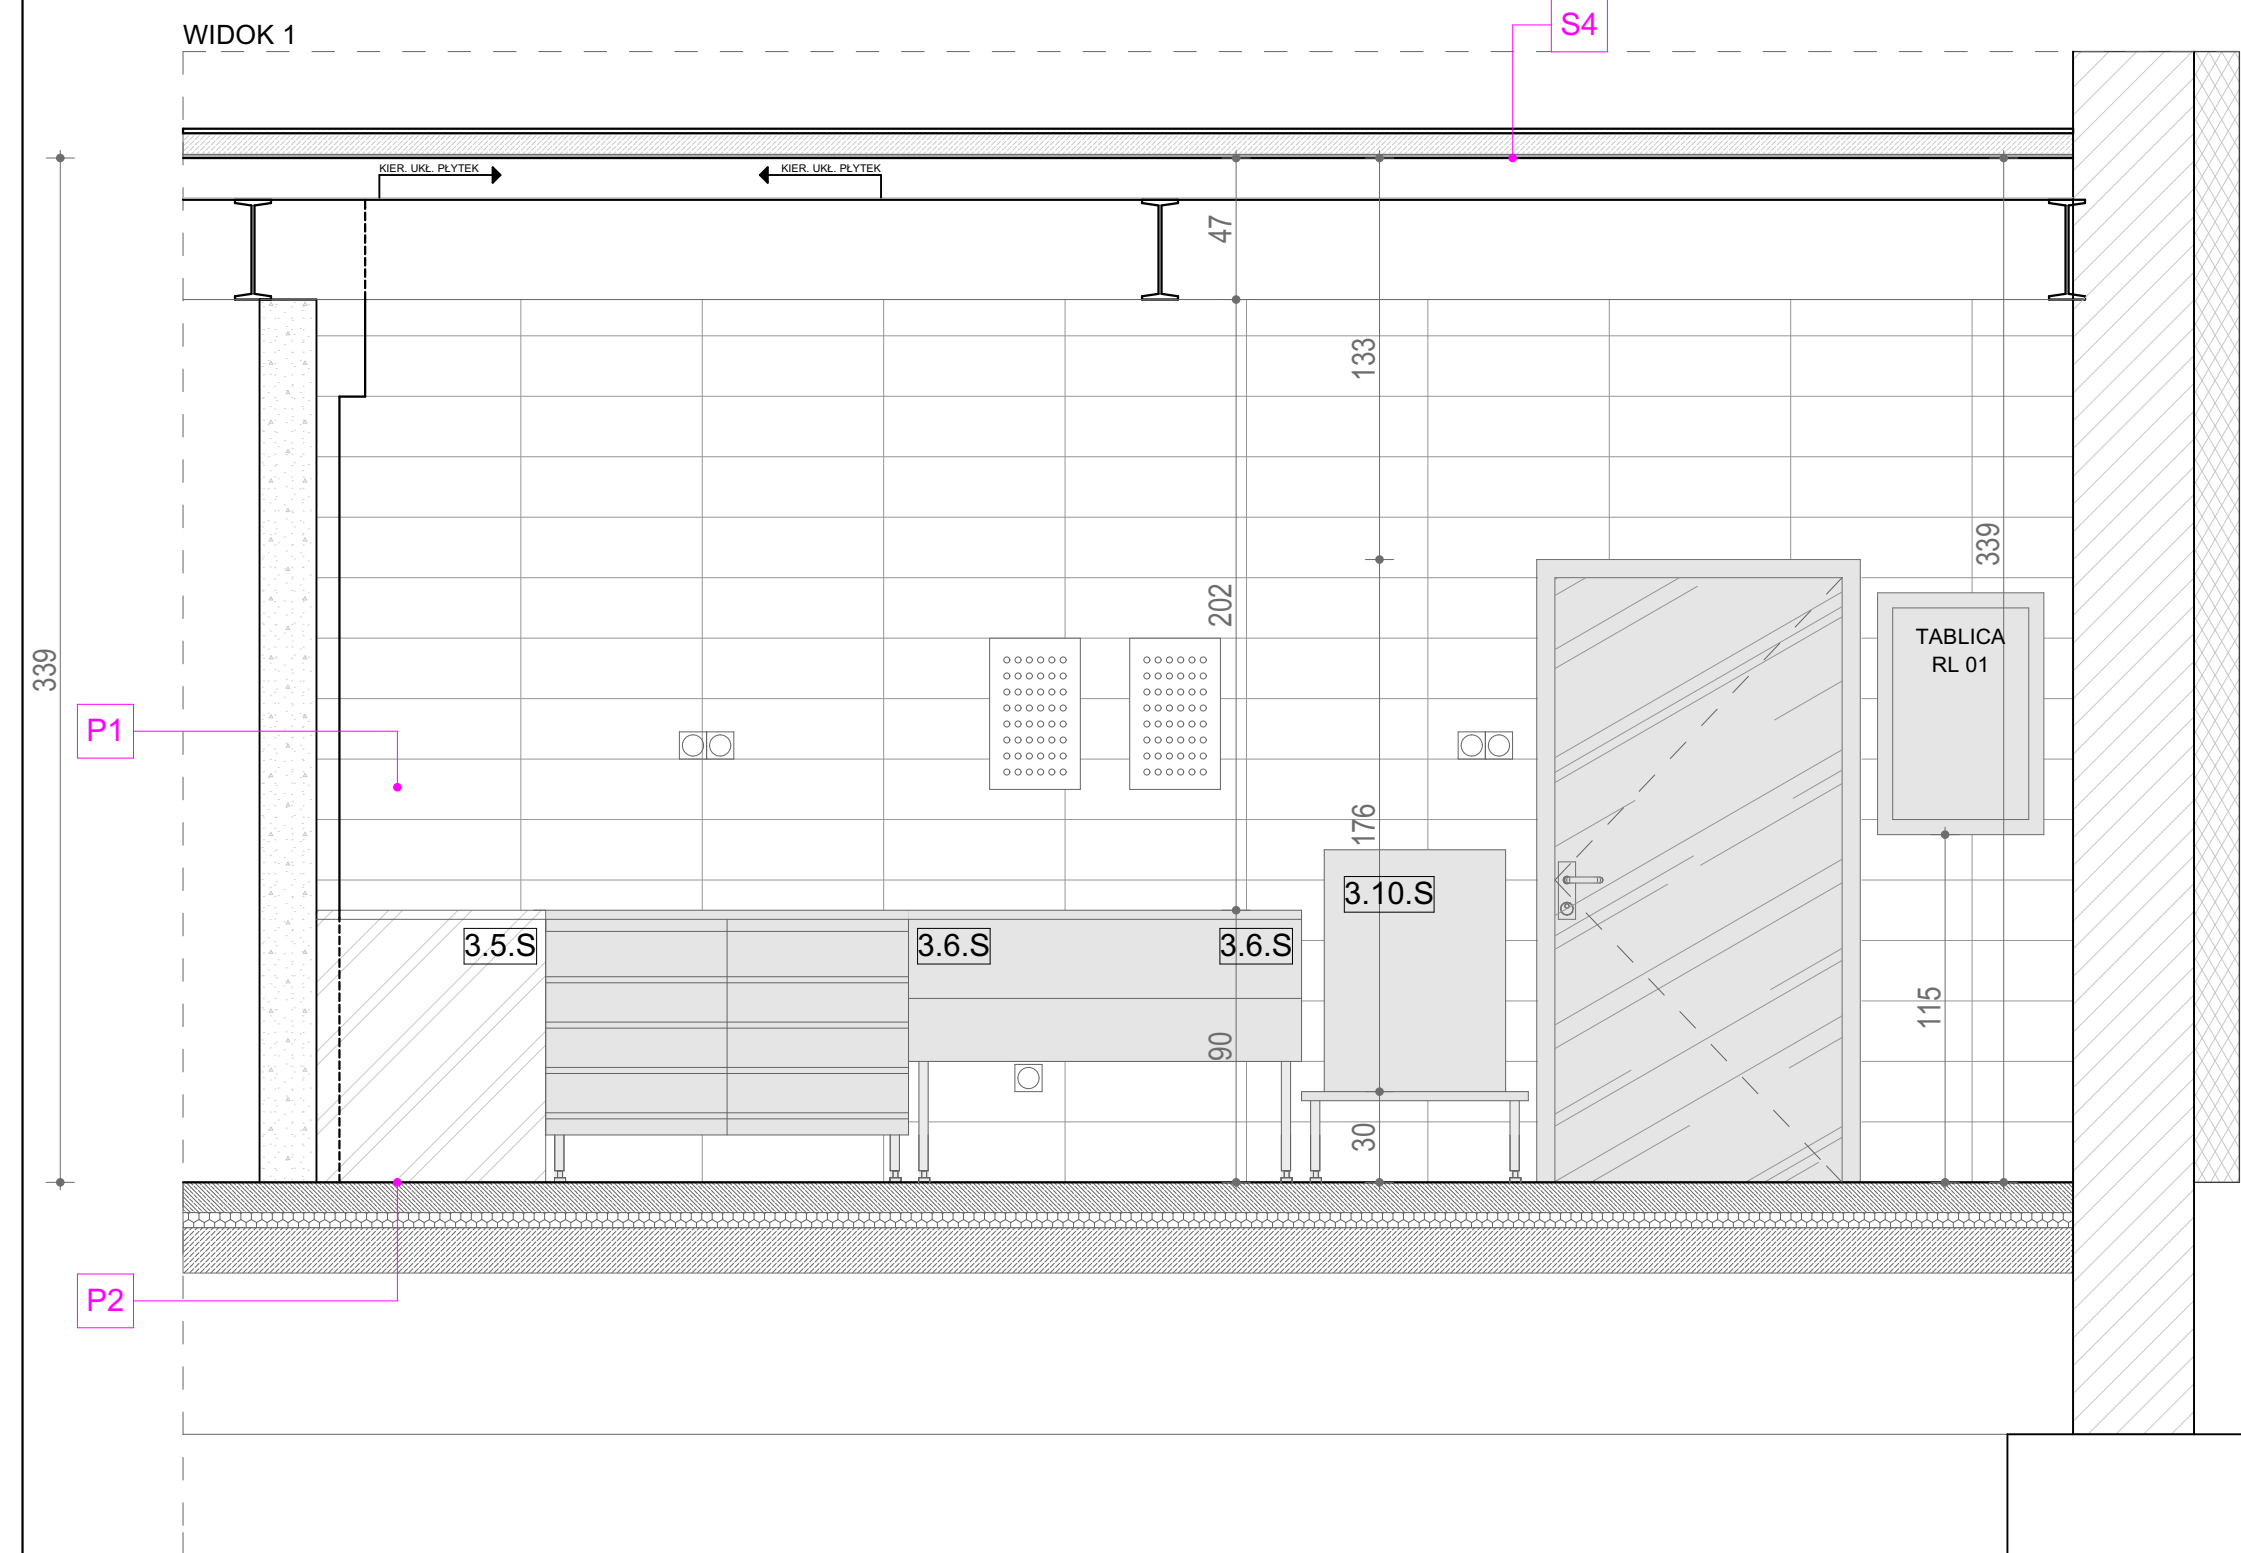 WIDOK 1
S4
KIER. UKŁ. PŁYTEK
KIER. UKŁ. PŁYTEK
47
133
339
202
TABLICA
RL 01
339
P1
176
3.10.S
3.5.S
3.6.S
3.6.S
115
90
30
P2